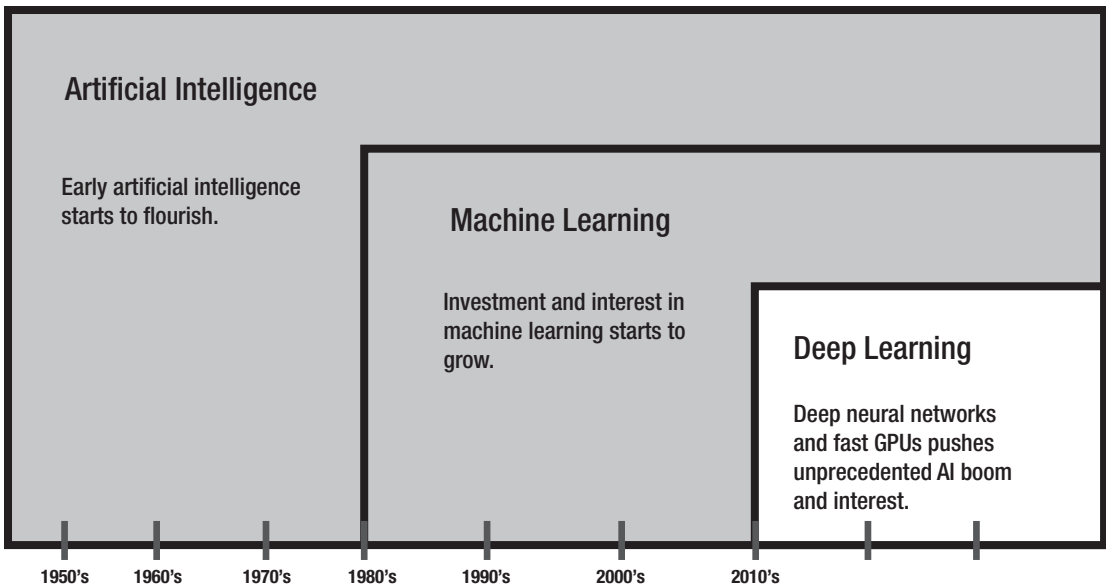 Artificial Intelligence
Early artificial intelligence
starts to flourish.
Machine Learning
Investment and interest in
machine learning starts to
grow.
Deep Learning
Deep neural networks
and fast GPUs pushes
unprecedented AI boom
and interest.
1950's 1960's 1970's 1980's 1990's 2000's 2010's